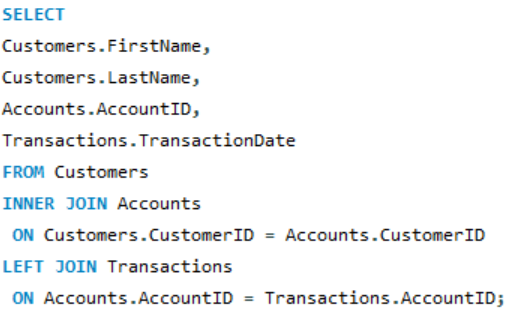 SELECT
Customers.FirstName,
Customers.LastName,
Accounts.AccountID,
Transactions.TransactionDate
FROM Customers
INNER JOIN Accounts
ON Customers.CustomerID = Accounts.CustomerID
LEFT JOIN Transactions
ON Accounts.AccountID = Transactions.AccountID;